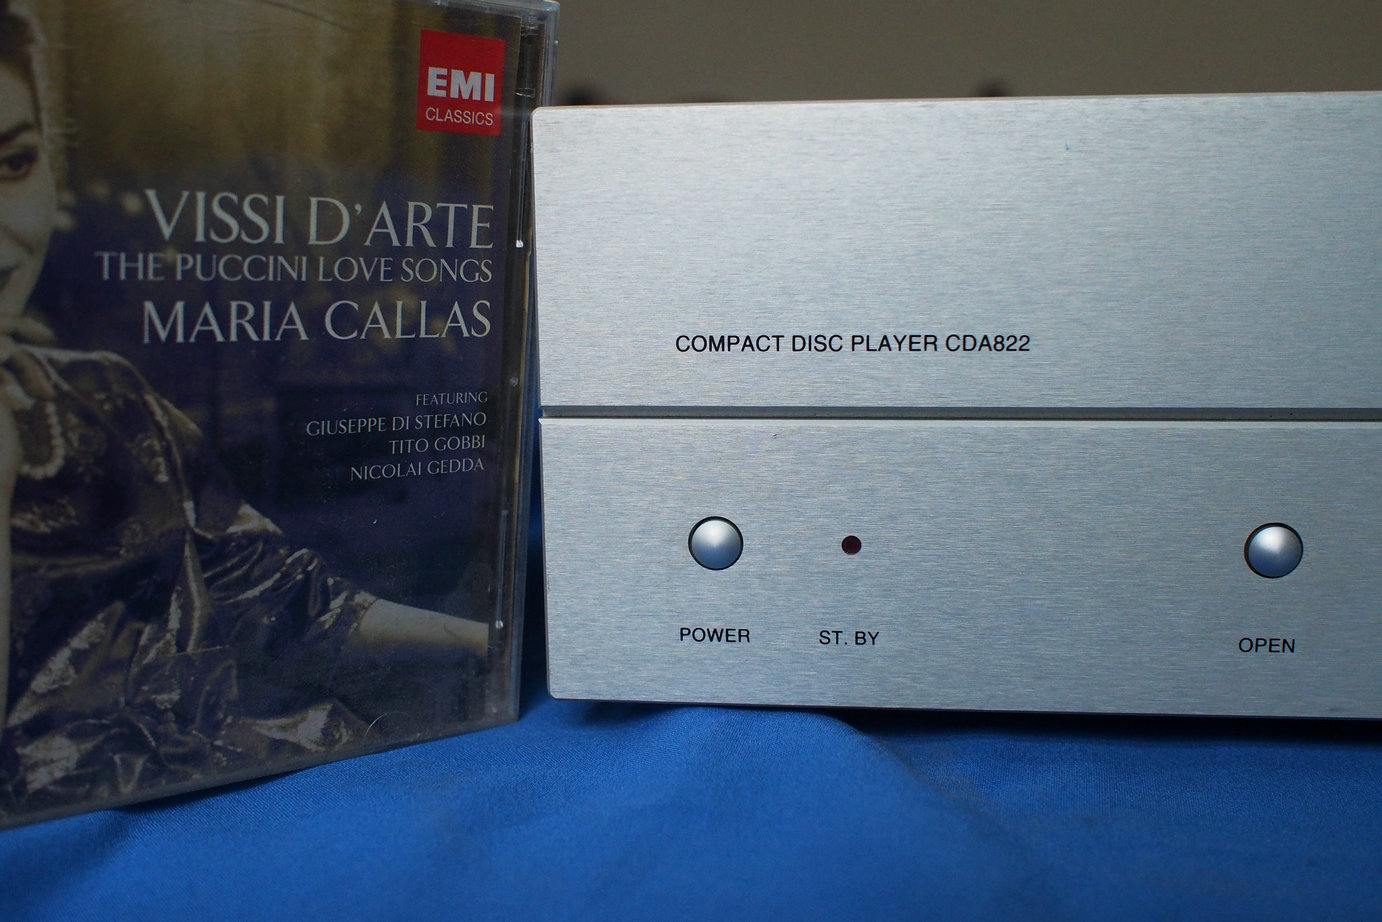 EMI
CLASSICS
VISSI D'ARTE
THE PUCCINI LOVE SONGS
MARIA CALLAS
FEATURING
GIUSEPPE DI STEFANO
TITO GOBBI
NICOLAI GEDDA
COMPACT DISC PLAYER CDA822
POWER
ST. BY
OPEN